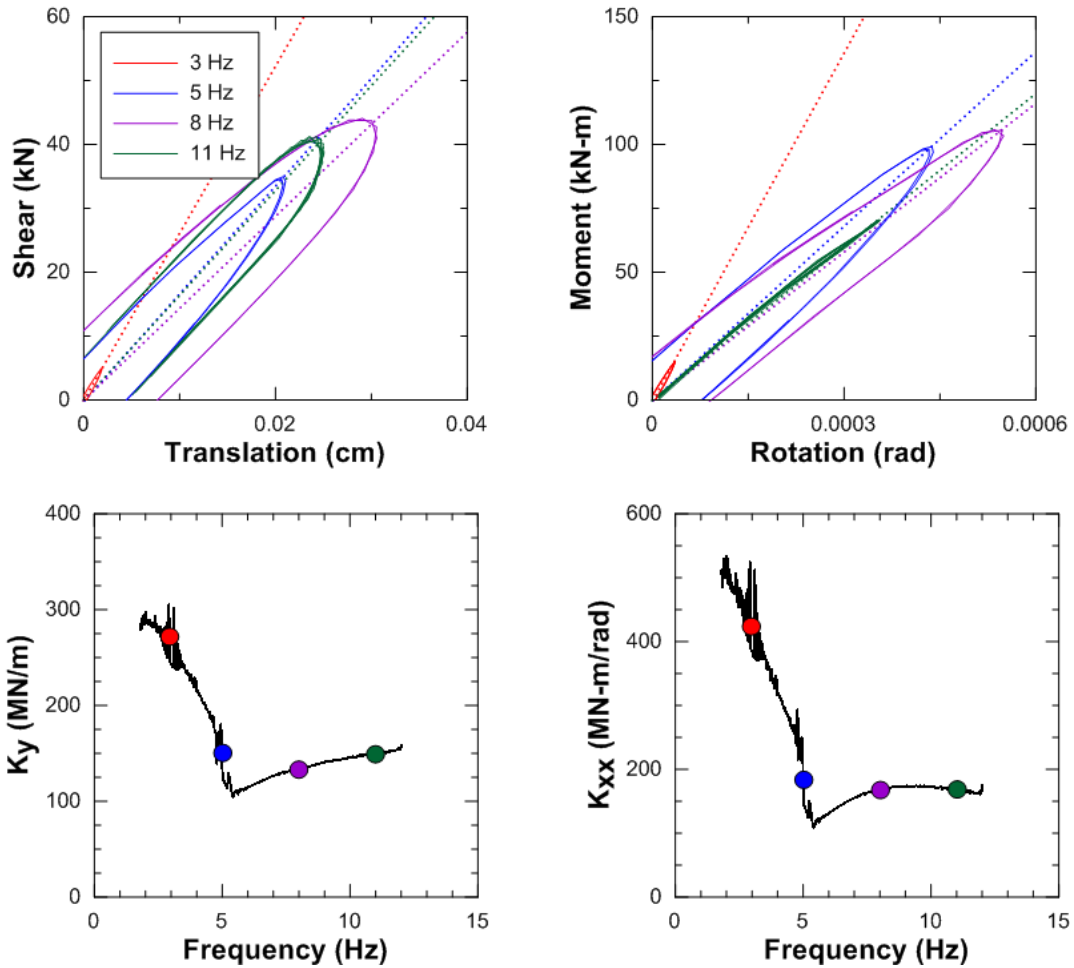 60
40
20
0
Shear (kN)
3 Hz
5 Hz
8 Hz
11 Hz
0
0.02
0.04
Translation (cm)
150
100
50
0
Moment (kN-m)
0
0.0003
0.0006
Rotation (rad)
400
300
200
100
0
Ky (MN/m)
0
5
10
15
Frequency (Hz)
600
400
200
0
Kxx (MN-m/rad)
0
5
10
15
Frequency (Hz)